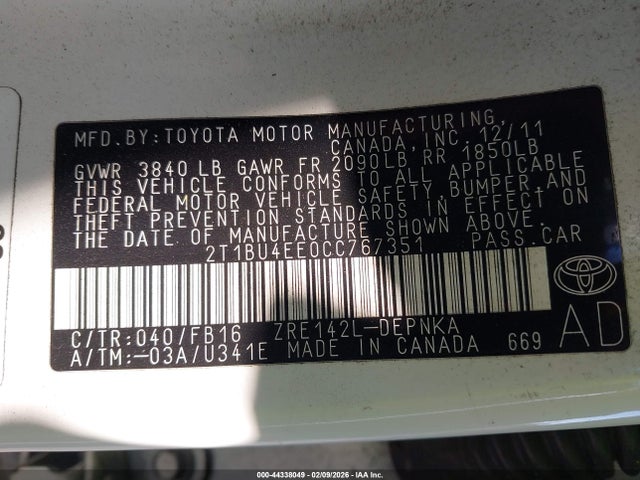 MFD. BY: TOYOTA MOTOR MANUFACTURING,
CANADA, INC. 12/11
GVWR 3840 LB GAWR FR 2090LB, RR 1850LB
THIS VEHICLE CONFORMS TO ALL APPLICABLE
FEDERAL MOTOR VEHICLE SAFETY, BUMPER, AND
THEFT PREVENTION STANDARDS IN EFFECT ON
THE DATE OF MANUFACTURE SHOWN ABOVE.
2T1BU4EE0CC767351 PASS. CAR
C/TR: 040/FB16 ZRE142L-DEPNKA
A/TM: -03A/U341E MADE IN CANADA 669
AD
000-44338049 - 02/09/2026 - IAA Inc.